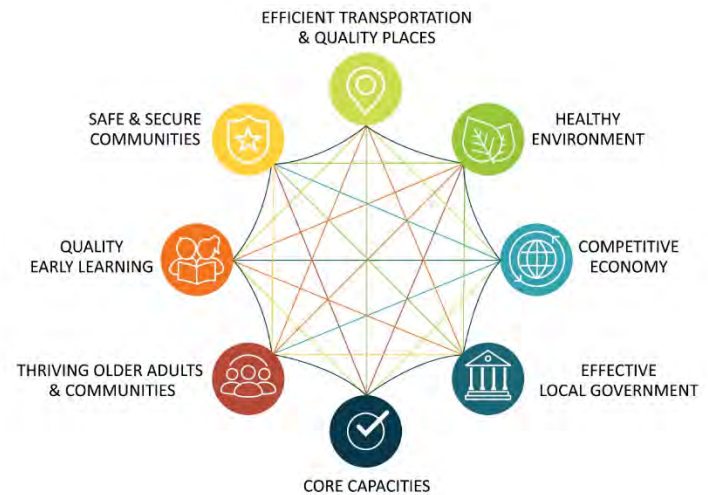 EFFICIENT TRANSPORTATION
& QUALITY PLACES
SAFE & SECURE
COMMUNITIES
HEALTHY
ENVIRONMENT
QUALITY
EARLY LEARNING
COMPETITIVE
ECONOMY
THRIVING OLDER ADULTS
& COMMUNITIES
EFFECTIVE
LOCAL GOVERNMENT
CORE CAPACITIES